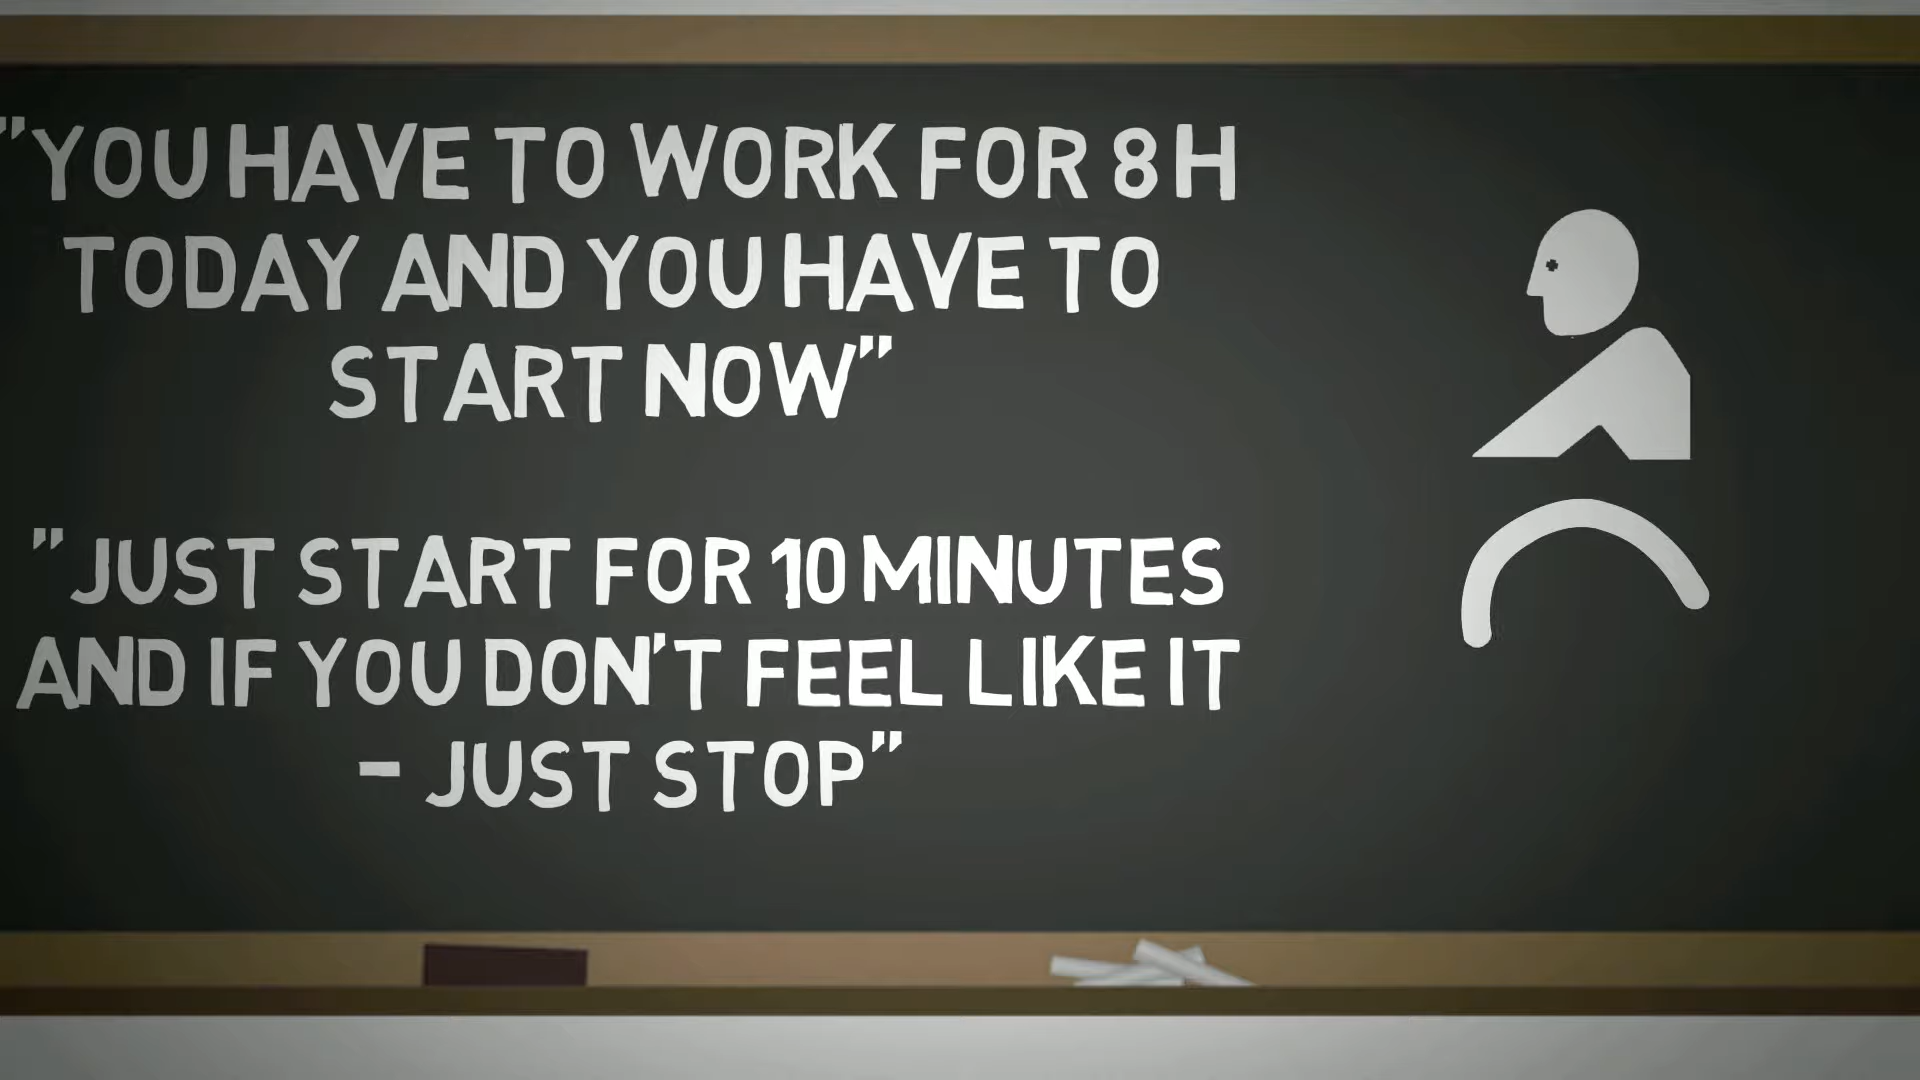 "YOU HAVE TO WORK FOR 8H
TODAY AND YOU HAVE TO
START NOW"
"JUST START FOR 10 MINUTES
AND IF YOU DON'T FEEL LIKE IT
- JUST STOP"